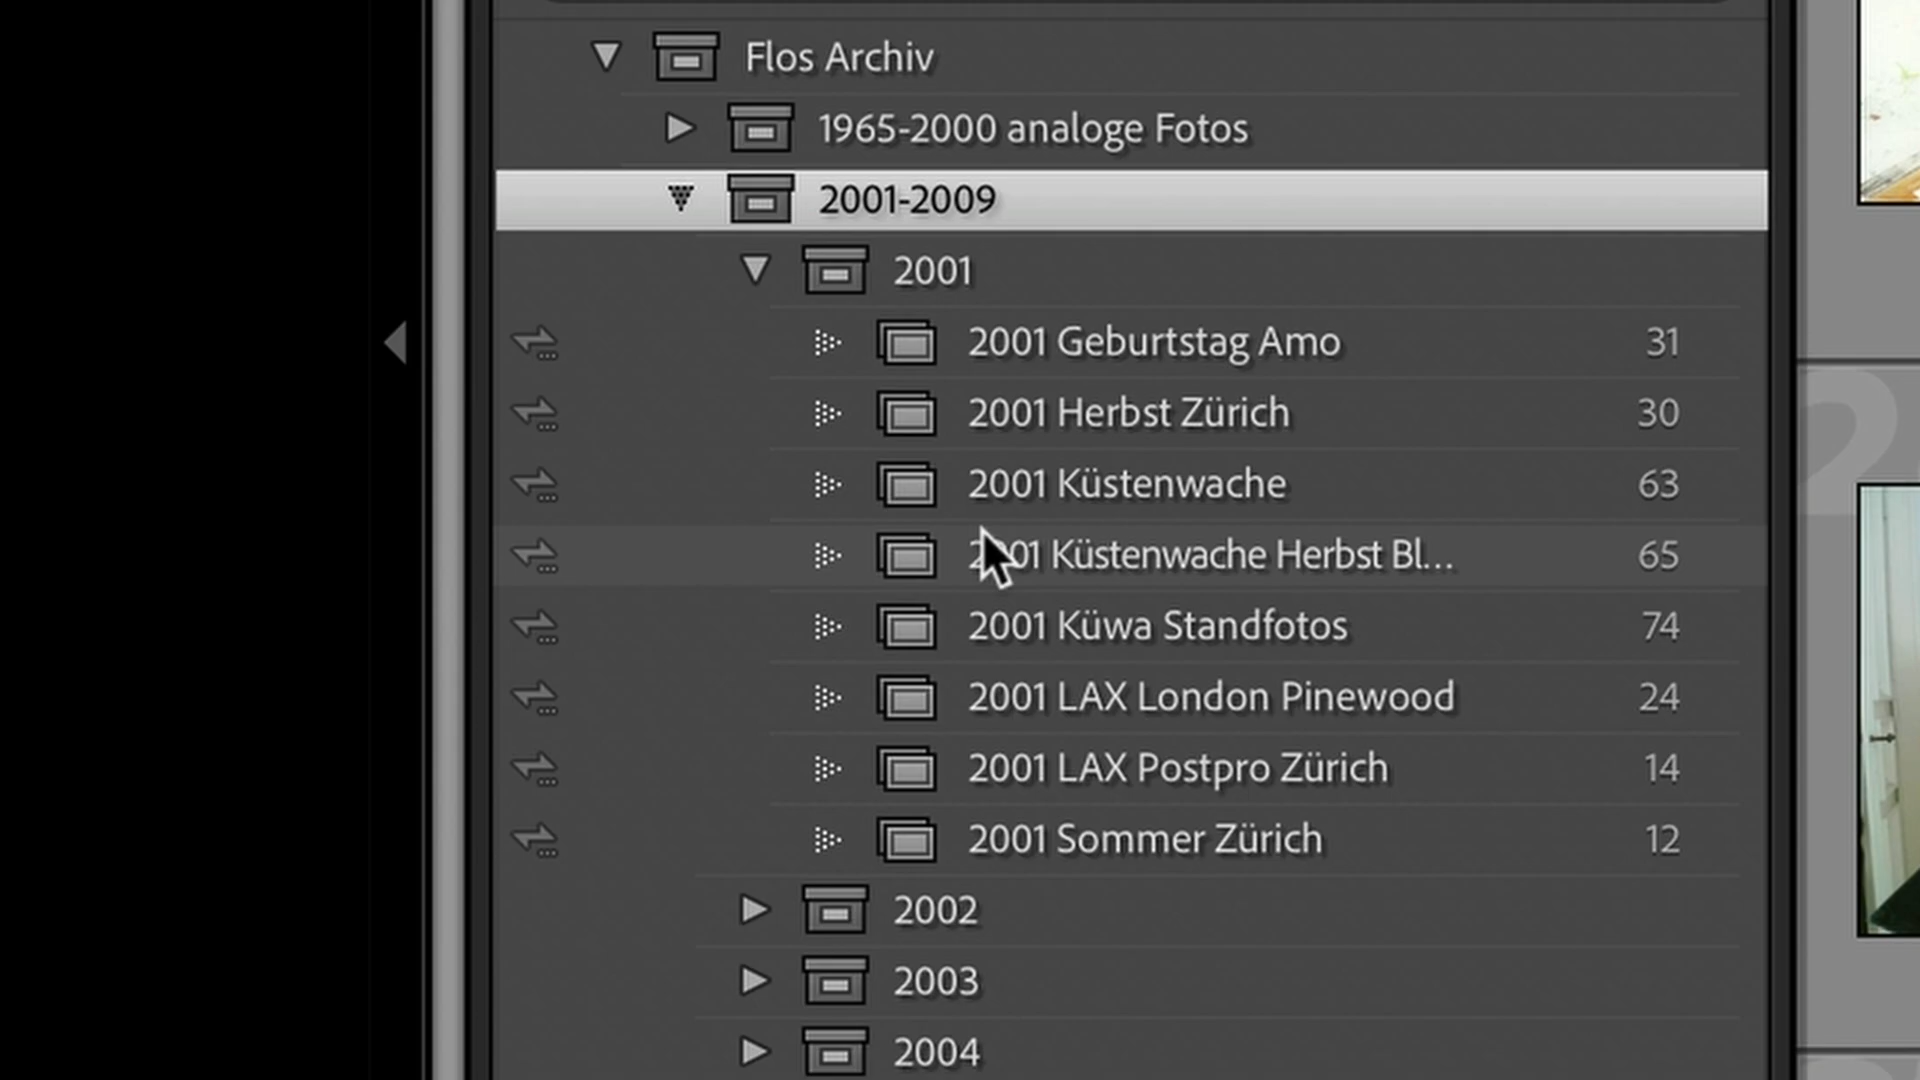 Flos Archiv
1965-2000 analoge Fotos
2001-2009
2001
2001 Geburtstag Amo 31
2001 Herbst Zürich 30
2001 Küstenwache 63
2001 Küstenwache Herbst Bl... 65
2001 Küwa Standfotos 74
2001 LAX London Pinewood 24
2001 LAX Postpro Zürich 14
2001 Sommer Zürich 12
2002
2003
2004
2